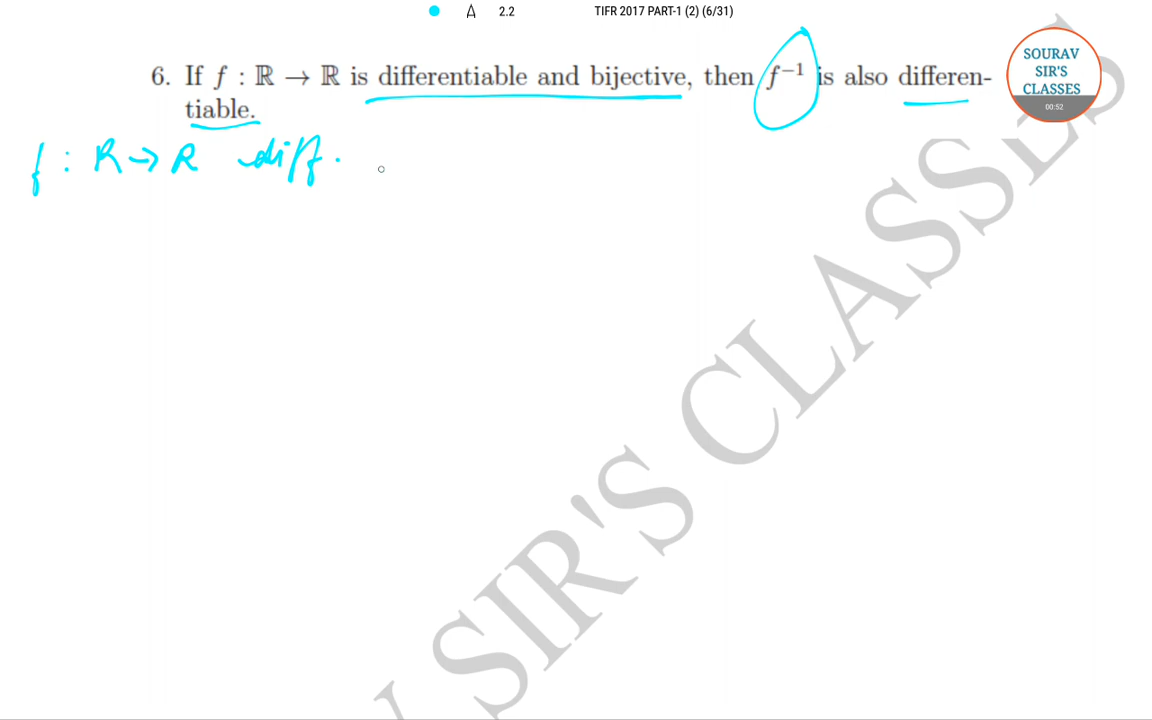 A 2.2 TIFR 2017 PART-1 (2) (6/31)
SOURAV
SIR'S
CLASSES
00:52
6. If f : ℝ → ℝ is differentiable and bijective, then f⁻¹ is also differen-
tiable.
f : R → R diff.
SIR'S CLASSES